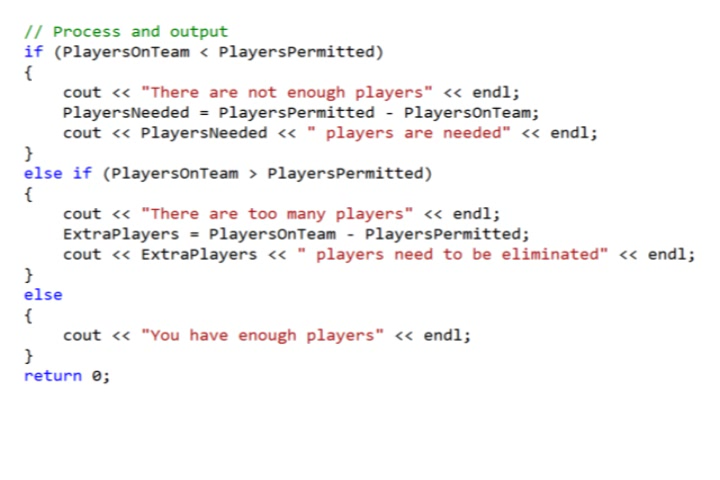 // Process and output
if (PlayersOnTeam < PlayersPermitted)
{
    cout << "There are not enough players" << endl;
    PlayersNeeded = PlayersPermitted - PlayersOnTeam;
    cout << PlayersNeeded << " players are needed" << endl;
}
else if (PlayersOnTeam > PlayersPermitted)
{
    cout << "There are too many players" << endl;
    ExtraPlayers = PlayersOnTeam - PlayersPermitted;
    cout << ExtraPlayers << " players need to be eliminated" << endl;
}
else
{
    cout << "You have enough players" << endl;
}
return 0;